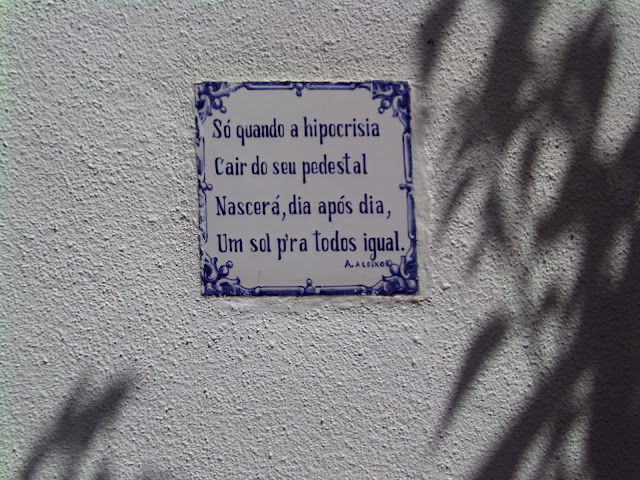 Só quando a hipocrisia
Cair do seu pedestal
Nascerá, dia após dia,
Um sol p'ra todos igual.
A. ALEIXO